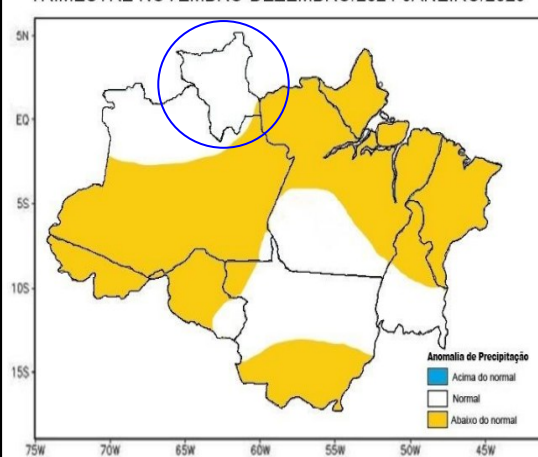 5N
EQ
5S
10S
15S
75W 70W 65W 60W 55W 50W 45W
Anomalia de Precipitação
Acima do normal
Normal
Abaixo do normal